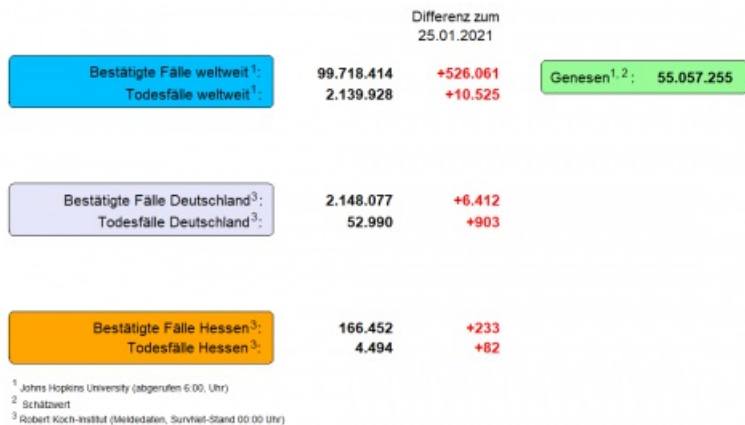 Differenz zum
25.01.2021
Bestätigte Fälle weltweit¹: 99.718.414 +526.061 Genesen¹,²: 55.057.255
Todesfälle weltweit¹: 2.139.928 +10.525
Bestätigte Fälle Deutschland³: 2.148.077 +6.412
Todesfälle Deutschland³: 52.990 +903
Bestätigte Fälle Hessen³: 166.452 +233
Todesfälle Hessen³: 4.494 +82
¹ Johns Hopkins University (abgerufen 6:00, Uhr)
² Schätzwert
³ Robert Koch-Institut (Meldedaten, SurvNet-Stand 00:00 Uhr)